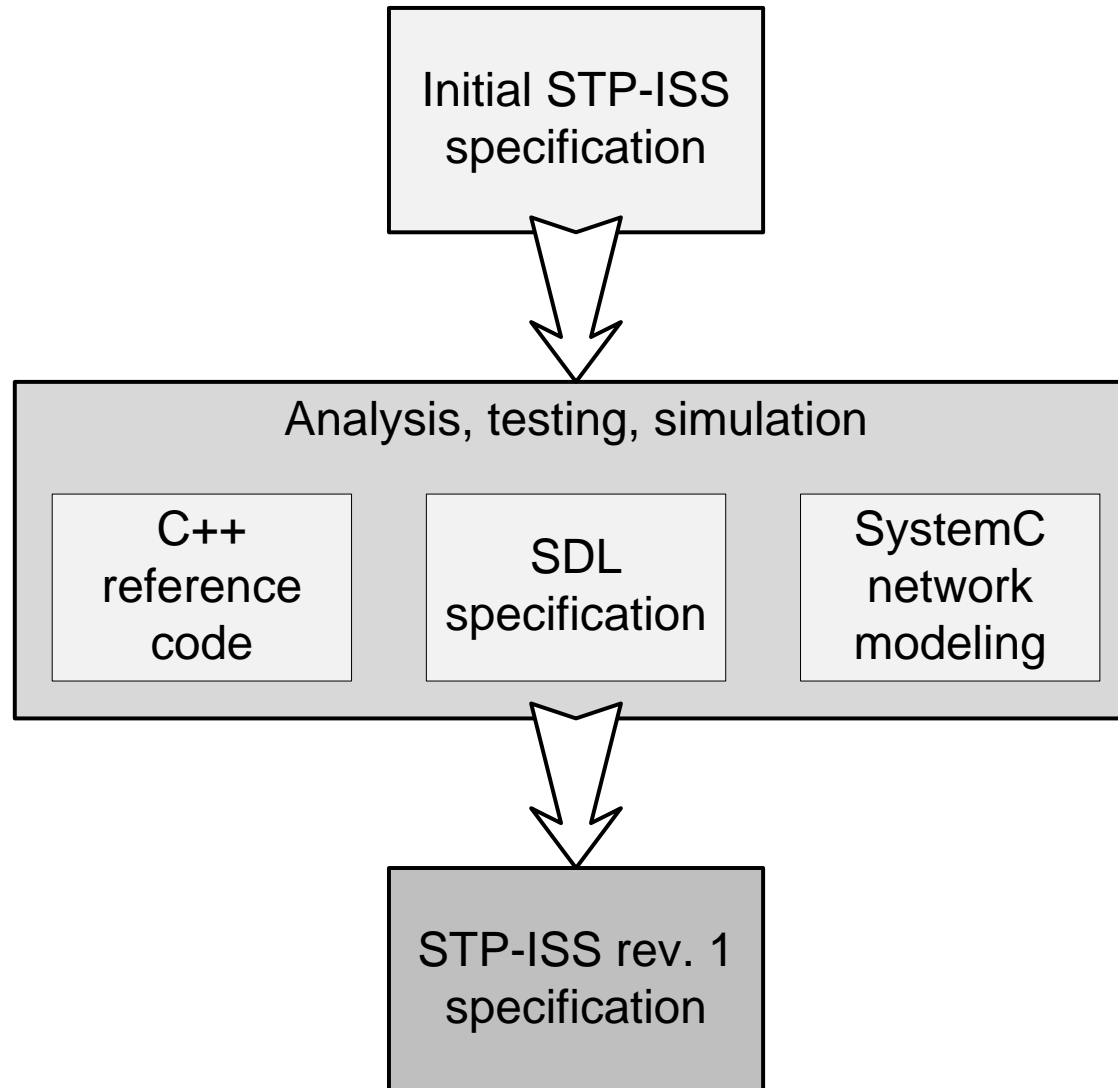 Initial STP-ISS
specification
Analysis, testing, simulation
C++
reference
code
SDL
specification
SystemC
network
modeling
STP-ISS rev. 1
specification